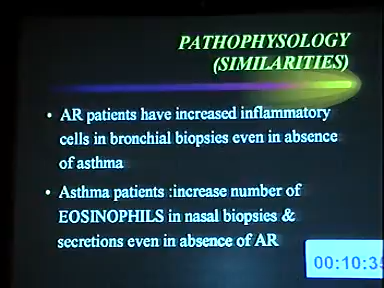 PATHOPHYSOLOGY
(SIMILARITIES)
• AR patients have increased inflammatory
cells in bronchial biopsies even in absence
of asthma
• Asthma patients :increase number of
EOSINOPHILS in nasal biopsies &
secretions even in absence of AR
00:10:3